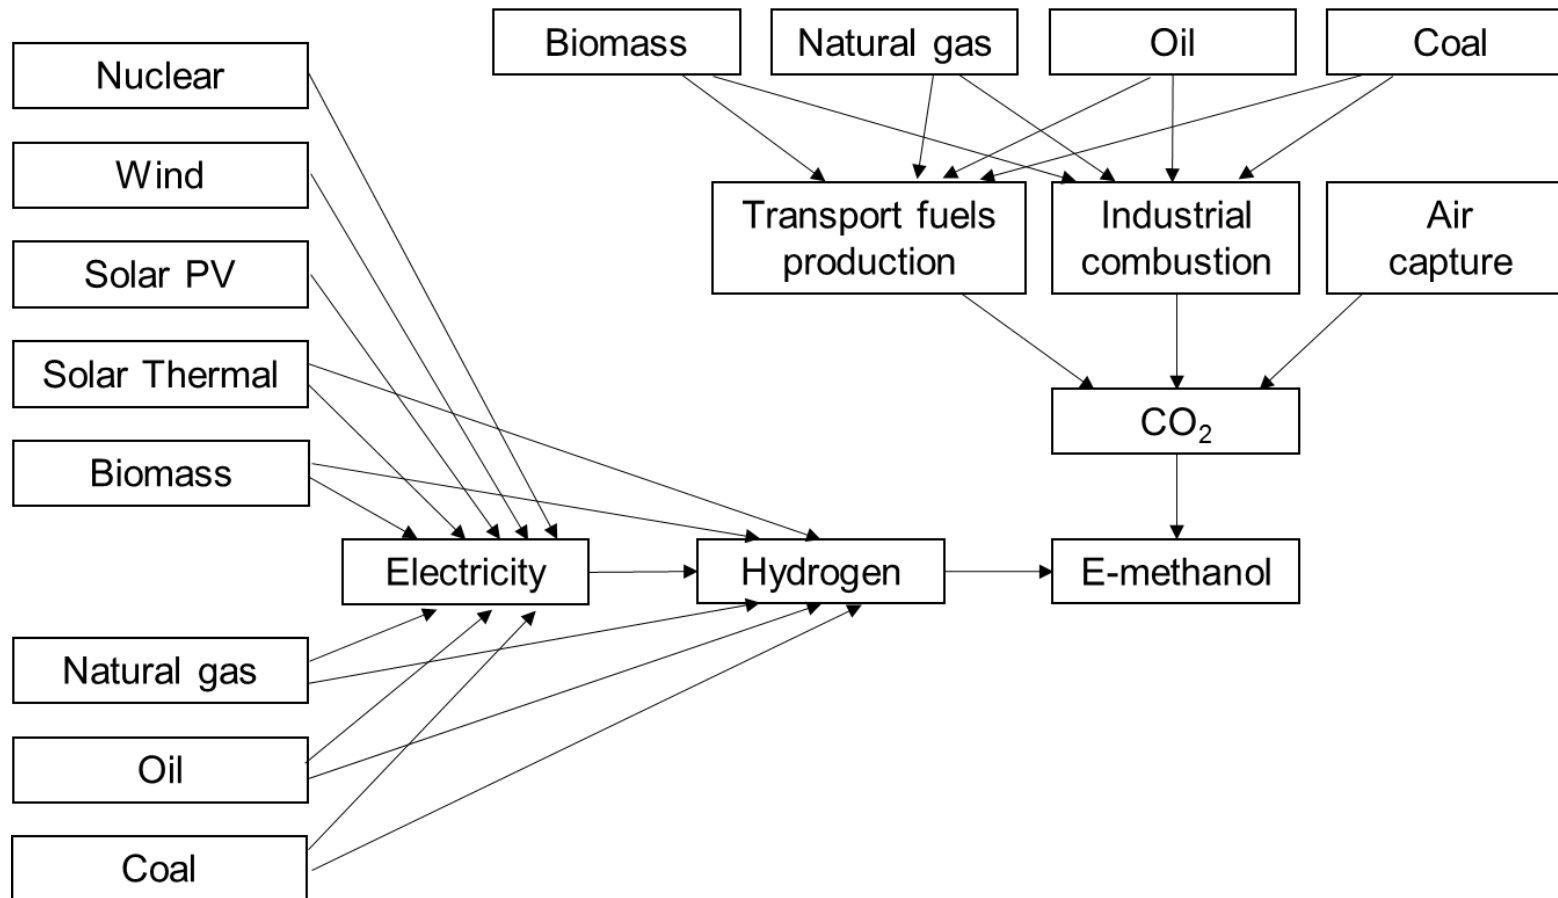 Biomass
Natural gas
Oil
Coal
Nuclear
Wind
Solar PV
Solar Thermal
Biomass
Transport fuels
production
Industrial
combustion
Air
capture
CO₂
Electricity
Hydrogen
E-methanol
Natural gas
Oil
Coal